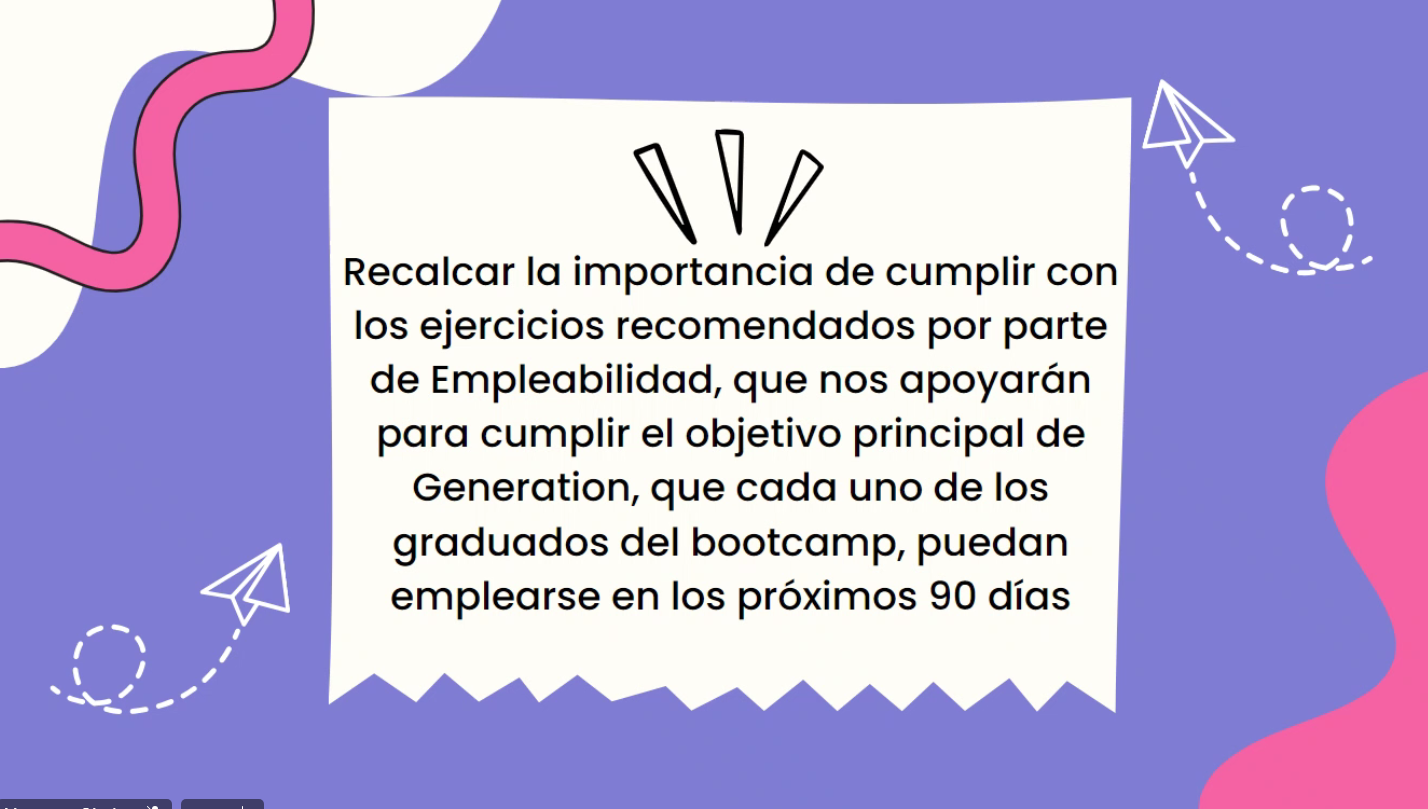 Recalcar la importancia de cumplir con
los ejercicios recomendados por parte
de Empleabilidad, que nos apoyarán
para cumplir el objetivo principal de
Generation, que cada uno de los
graduados del bootcamp, puedan
emplearse en los próximos 90 días